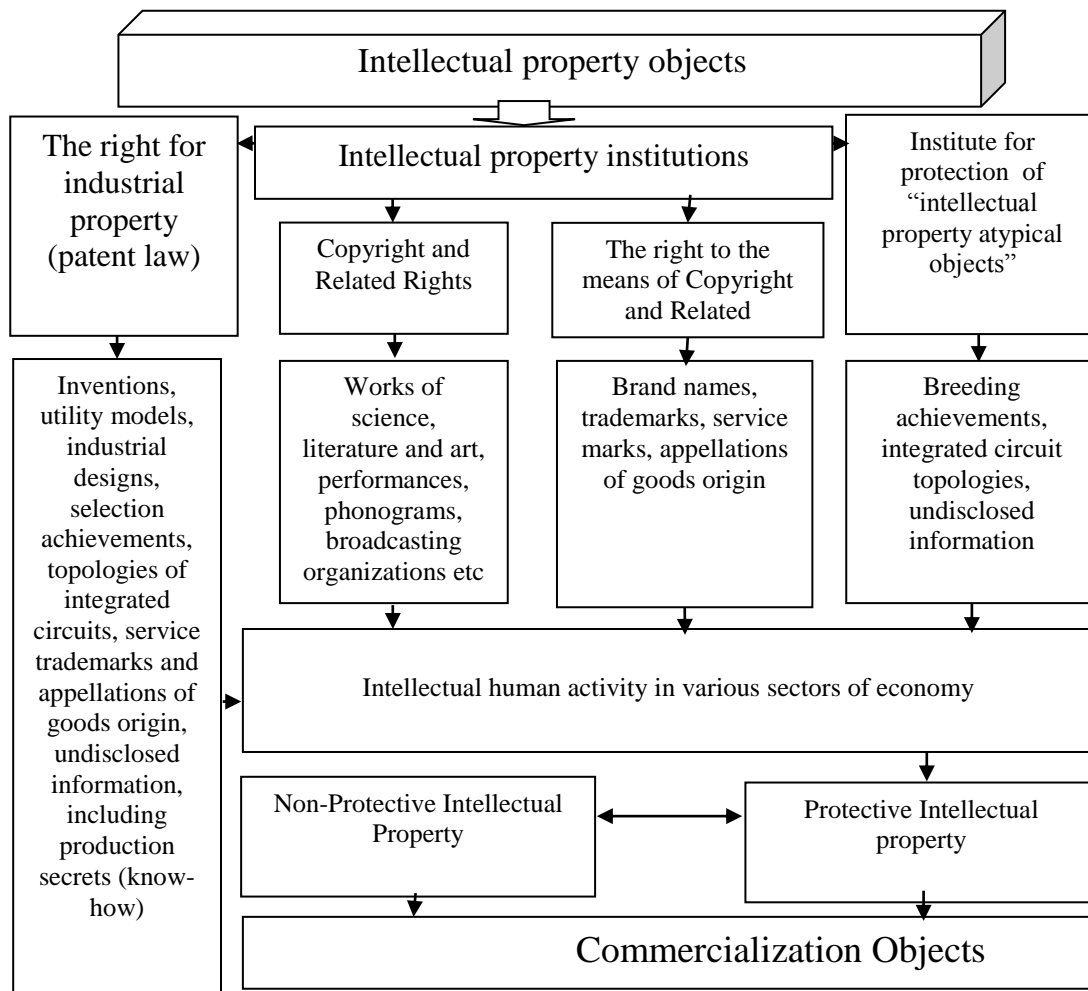 Intellectual property objects
The right for
industrial
property
(patent law)
Intellectual property institutions
Institute for
protection of
“intellectual
property atypical
objects”
Copyright and
Related Rights
The right to the
means of Copyright
and Related
Inventions,
utility models,
industrial
designs,
selection
achievements,
topologies of
integrated
circuits, service
trademarks and
appellations of
goods origin,
undisclosed
information,
including
production
secrets (know-
how)
Works of
science,
literature and art,
performances,
phonograms,
broadcasting
organizations etc
Brand names,
trademarks, service
marks, appellations
of goods origin
Breeding
achievements,
integrated circuit
topologies,
undisclosed
information
Intellectual human activity in various sectors of economy
Non-Protective Intellectual
Property
Protective Intellectual
property
Commercialization Objects